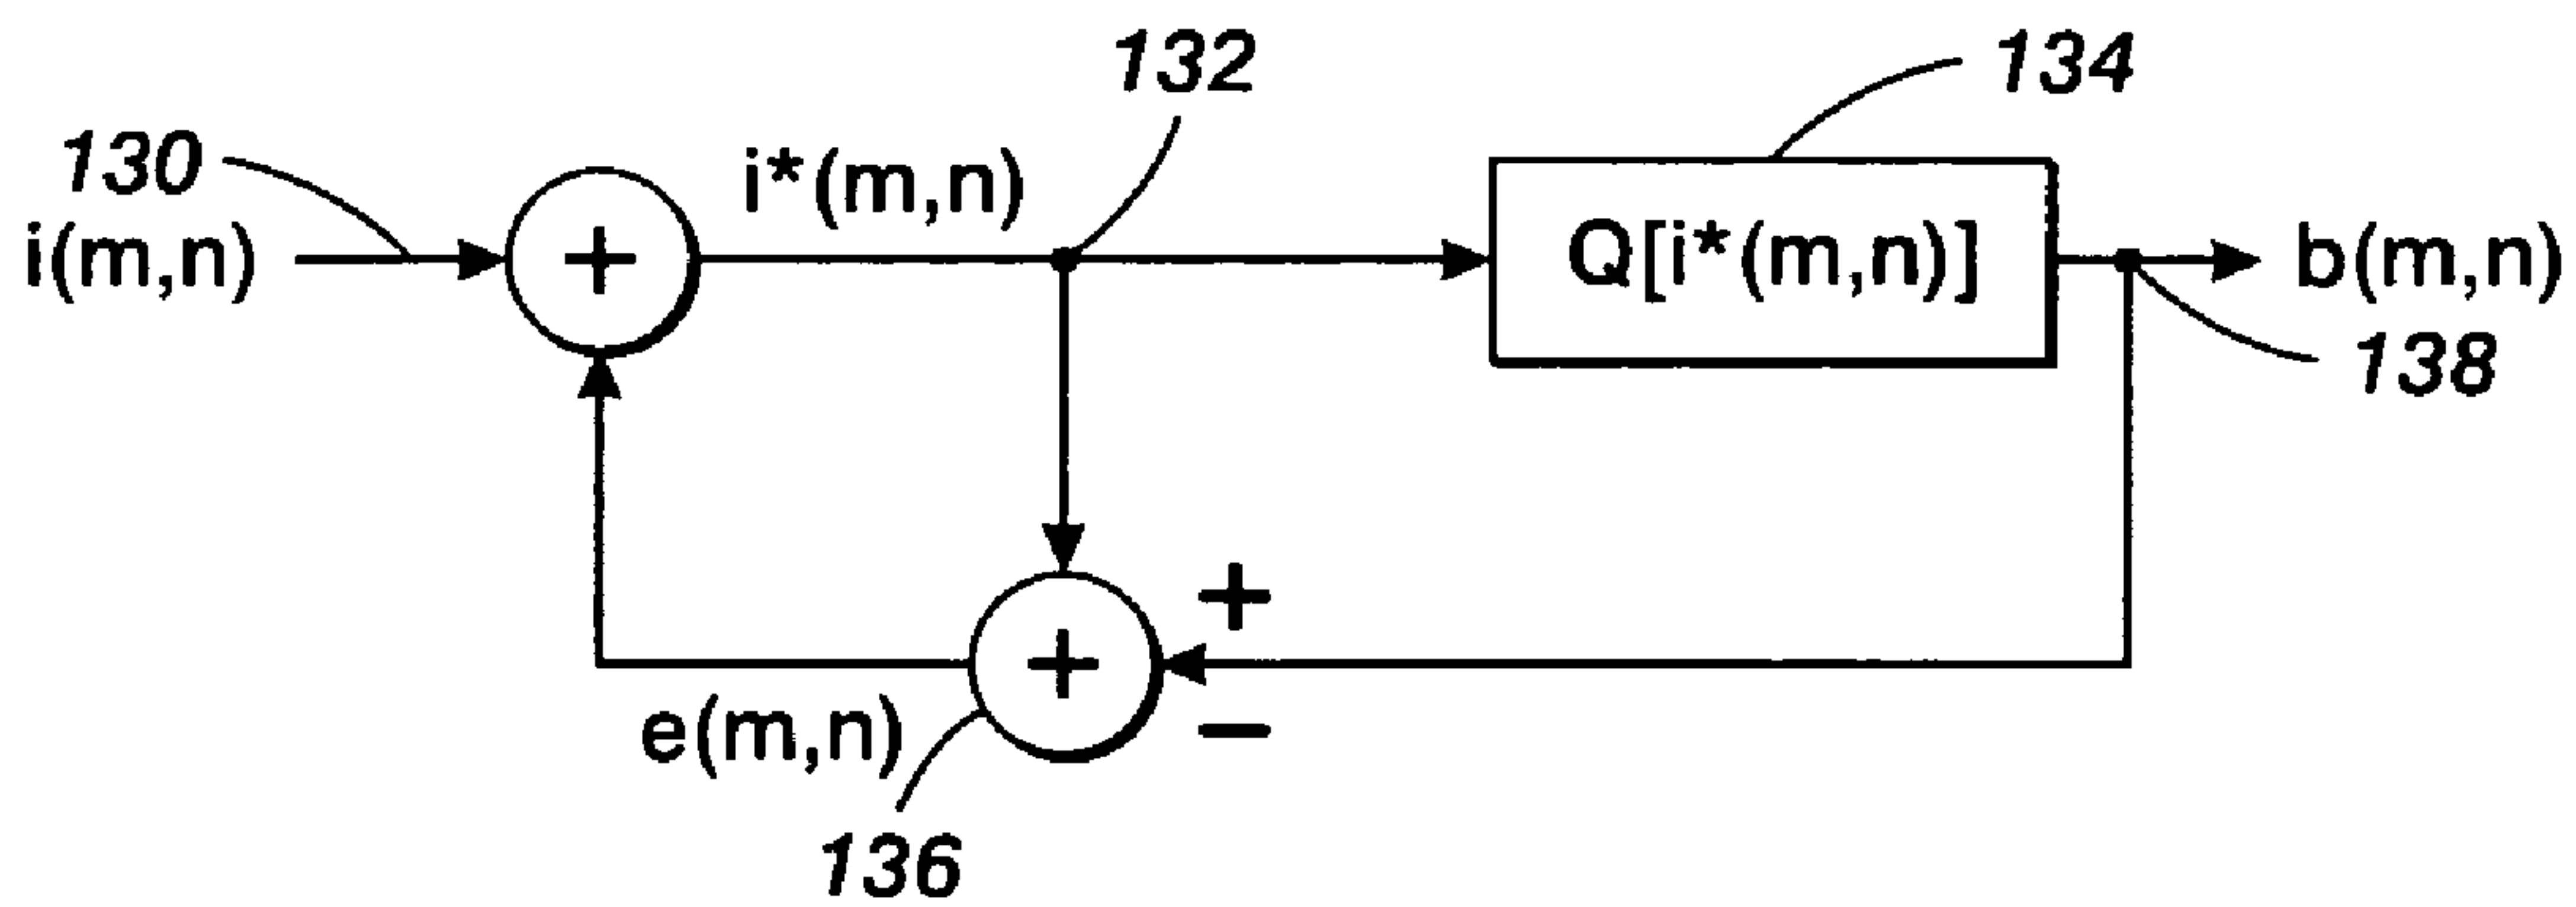 132
134
130
i*(m,n)
i(m,n)
+
Q[i*(m,n)]
b(m,n)
138
+
+
−
e(m,n)
136